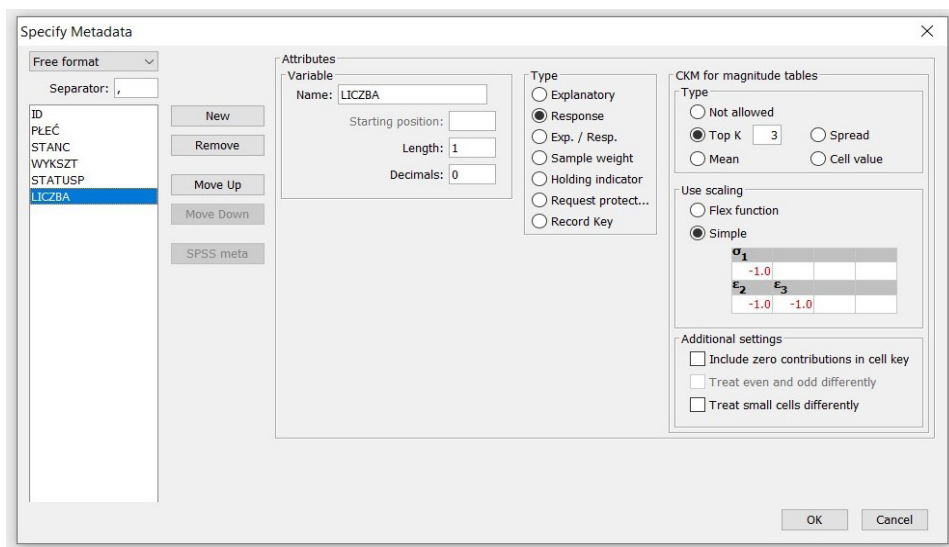 Specify Metadata
Free format
Separator: ,
ID
PŁEĆ
STANC
WYKSZT
STATUSP
LICZBA
New
Remove
Move Up
Move Down
SPSS meta
Attributes
Variable
Name: LICZBA
Starting position:
Length: 1
Decimals: 0
Type
Explanatory
Response
Exp. / Resp.
Sample weight
Holding indicator
Request protect...
Record Key
CKM for magnitude tables
Type
Not allowed
Top K 3 Spread
Mean Cell value
Use scaling
Flex function
Simple
σ1
-1.0
ε2 ε3
-1.0 -1.0
Additional settings
Include zero contributions in cell key
Treat even and odd differently
Treat small cells differently
OK Cancel